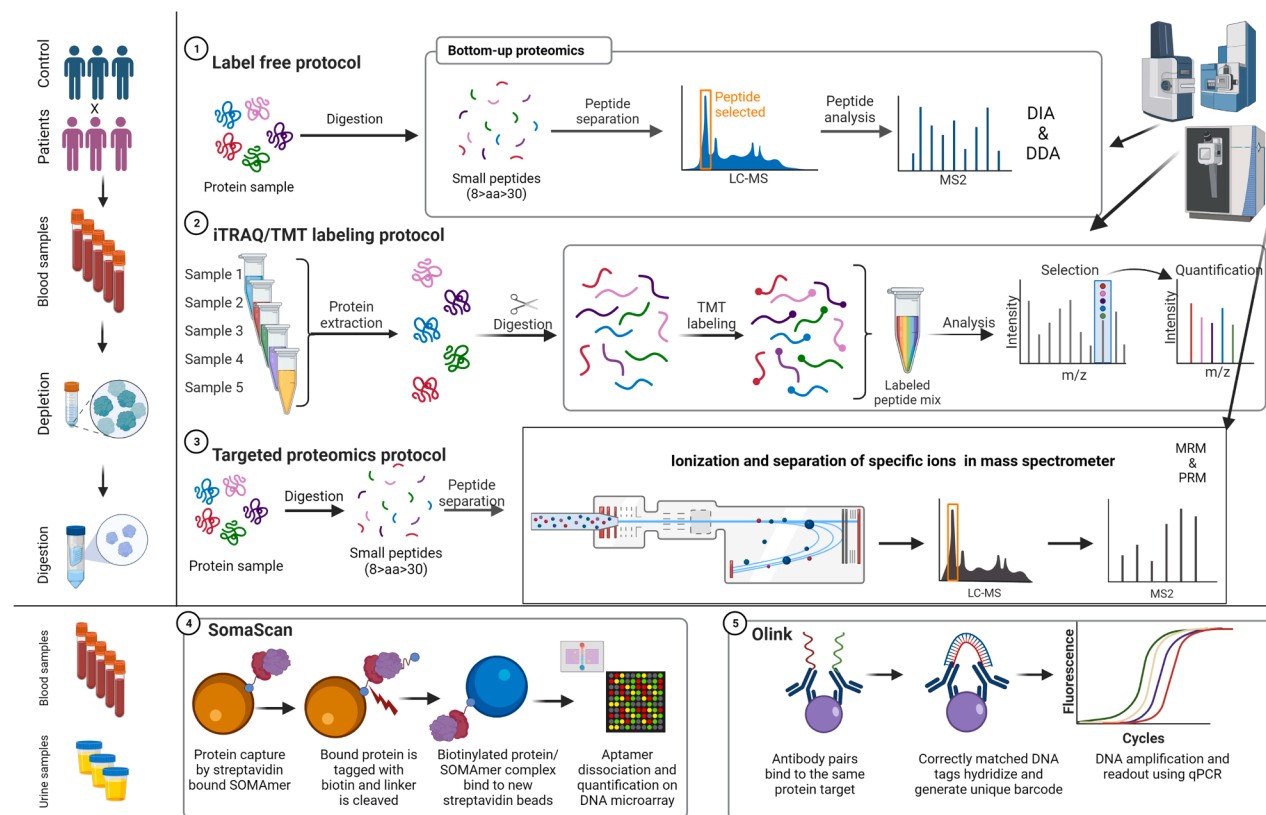 Control
X
Patients
Blood samples
Depletion
Digestion
1
Label free protocol
Protein sample
Digestion
Bottom-up proteomics
Small peptides
(8>aa>30)
Peptide
separation
Peptide
selected
LC-MS
Peptide
analysis
MS2
DIA
&
DDA
2
iTRAQ/TMT labeling protocol
Sample 1
Sample 2
Sample 3
Sample 4
Sample 5
Protein
extraction
Digestion
TMT
labeling
Labeled
peptide mix
Analysis
Selection
Intensity
m/z
Quantification
Intensity
m/z
3
Targeted proteomics protocol
Protein sample
Digestion
Small peptides
(8>aa>30)
Peptide
separation
Ionization and separation of specific ions in mass spectrometer
MRM
&
PRM
LC-MS
MS2
Blood samples
Urine samples
4
SomaScan
Protein capture
by streptavidin
bound SOMAmer
Bound protein is
tagged with
biotin and linker
is cleaved
Biotinylated protein/
SOMAmer complex
bind to new
streptavidin beads
Aptamer
dissociation and
quantification on
DNA microarray
5
Olink
Antibody pairs
bind to the same
protein target
Correctly matched DNA
tags hydridize and
generate unique barcode
Fluorescence
Cycles
DNA amplification and
readout using qPCR